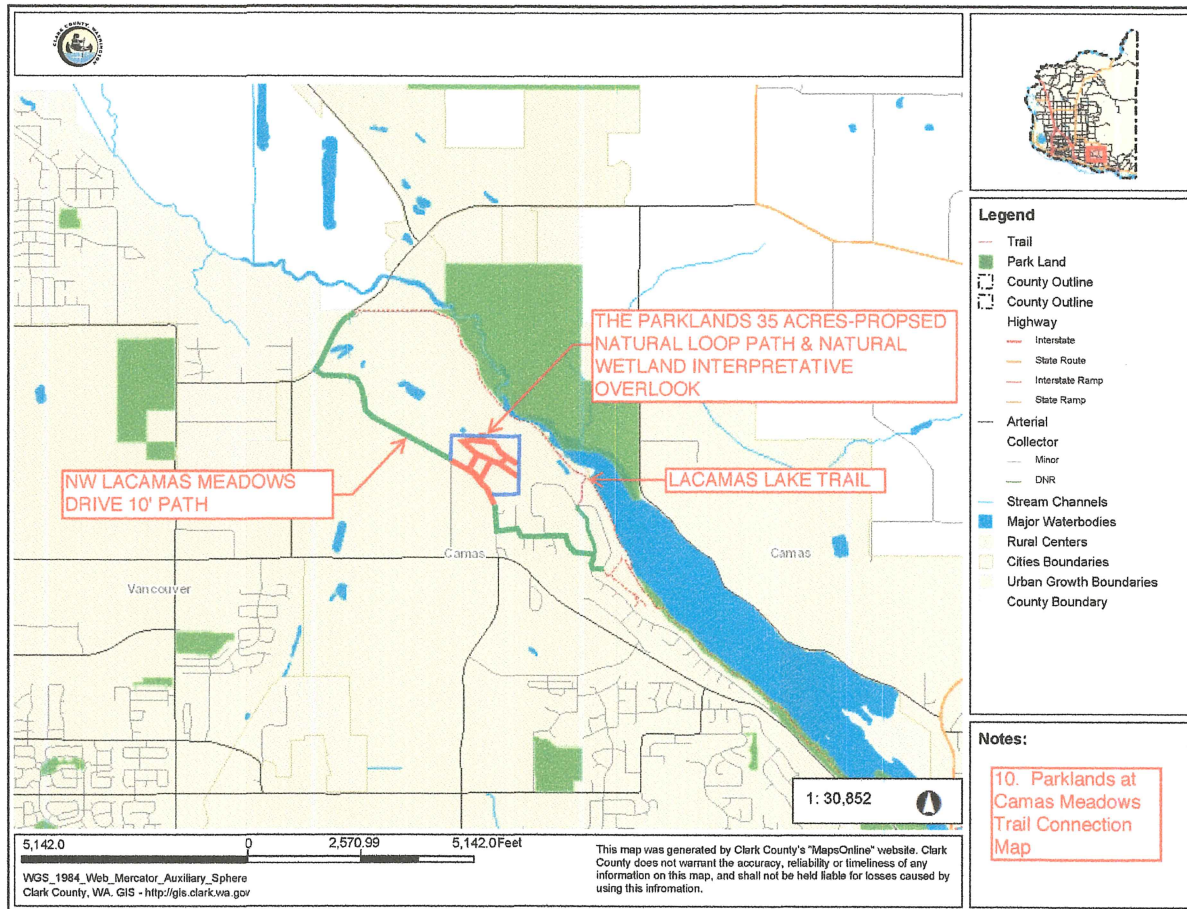 CLARK COUNTY, WASHINGTON
THE PARKLANDS 35 ACRES-PROPSED
NATURAL LOOP PATH & NATURAL
WETLAND INTERPRETATIVE
OVERLOOK
NW LACAMAS MEADOWS
DRIVE 10' PATH
LACAMAS LAKE TRAIL
Camas
Camas
Vancouver
1: 30,852
Legend
Trail
Park Land
County Outline
County Outline
Highway
Interstate
State Route
Interstate Ramp
State Ramp
Arterial
Collector
Minor
DNR
Stream Channels
Major Waterbodies
Rural Centers
Cities Boundaries
Urban Growth Boundaries
County Boundary
Notes:
10. Parklands at
Camas Meadows
Trail Connection
Map
5,142.0 0 2,570.99 5,142.0 Feet
WGS_1984_Web_Mercator_Auxiliary_Sphere
Clark County, WA. GIS - http://gis.clark.wa.gov
This map was generated by Clark County's "MapsOnline" website. Clark
County does not warrant the accuracy, reliability or timeliness of any
information on this map, and shall not be held liable for losses caused by
using this infromation.